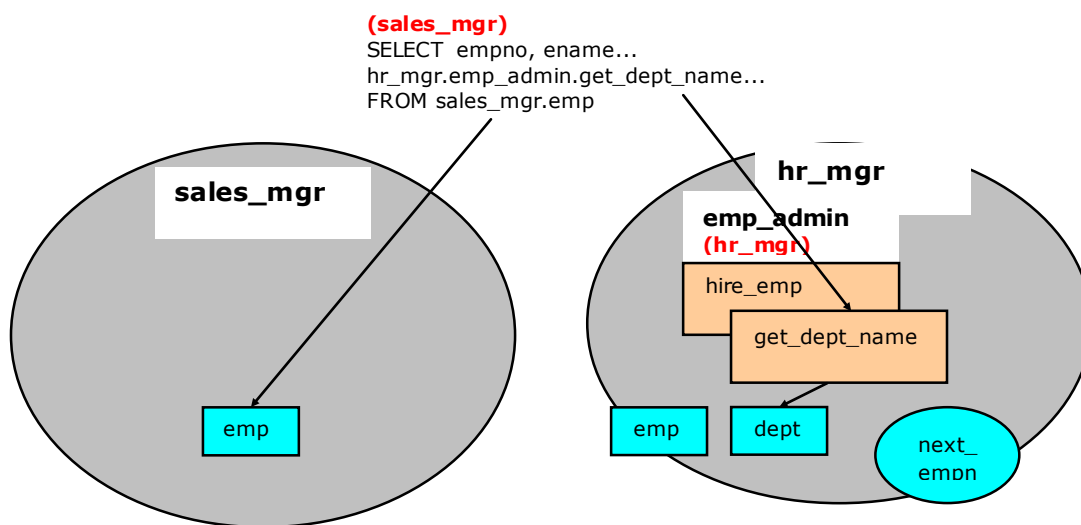 (sales_mgr)
SELECT empno, ename…
hr_mgr.emp_admin.get_dept_name…
FROM sales_mgr.emp
sales_mgr
hr_mgr
emp_admin
(hr_mgr)
hire_emp
get_dept_name
emp
emp
dept
next_
empn